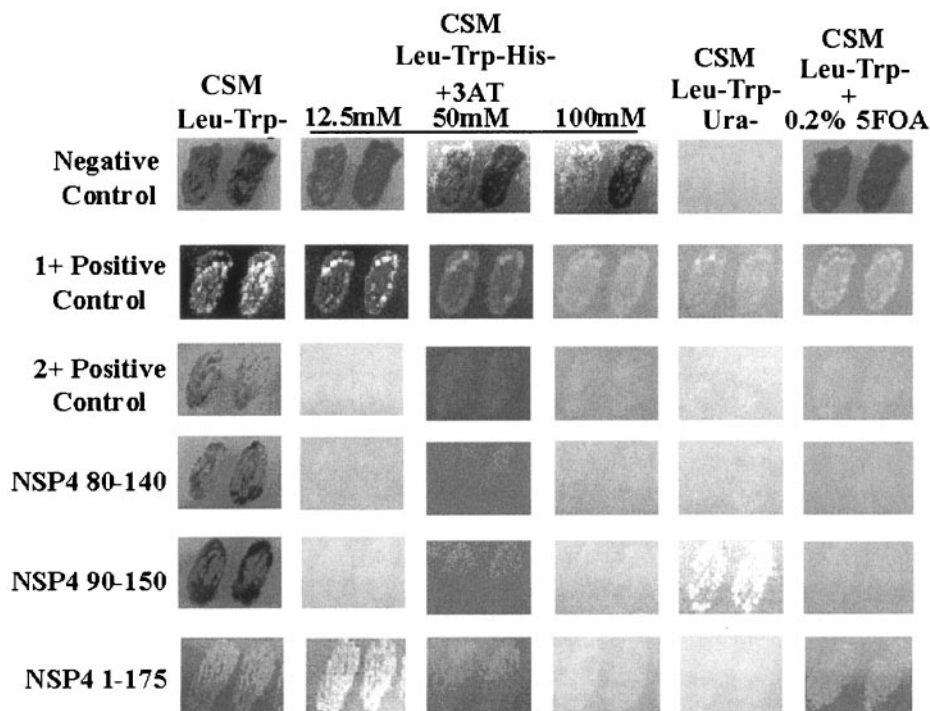 CSM
Leu-Trp-
CSM
Leu-Trp-His-
+3AT
12.5mM 50mM 100mM
CSM
Leu-Trp-
Ura-
CSM
Leu-Trp-
+
0.2% 5FOA
Negative
Control
1+ Positive
Control
2+ Positive
Control
NSP4 80-140
NSP4 90-150
NSP4 1-175